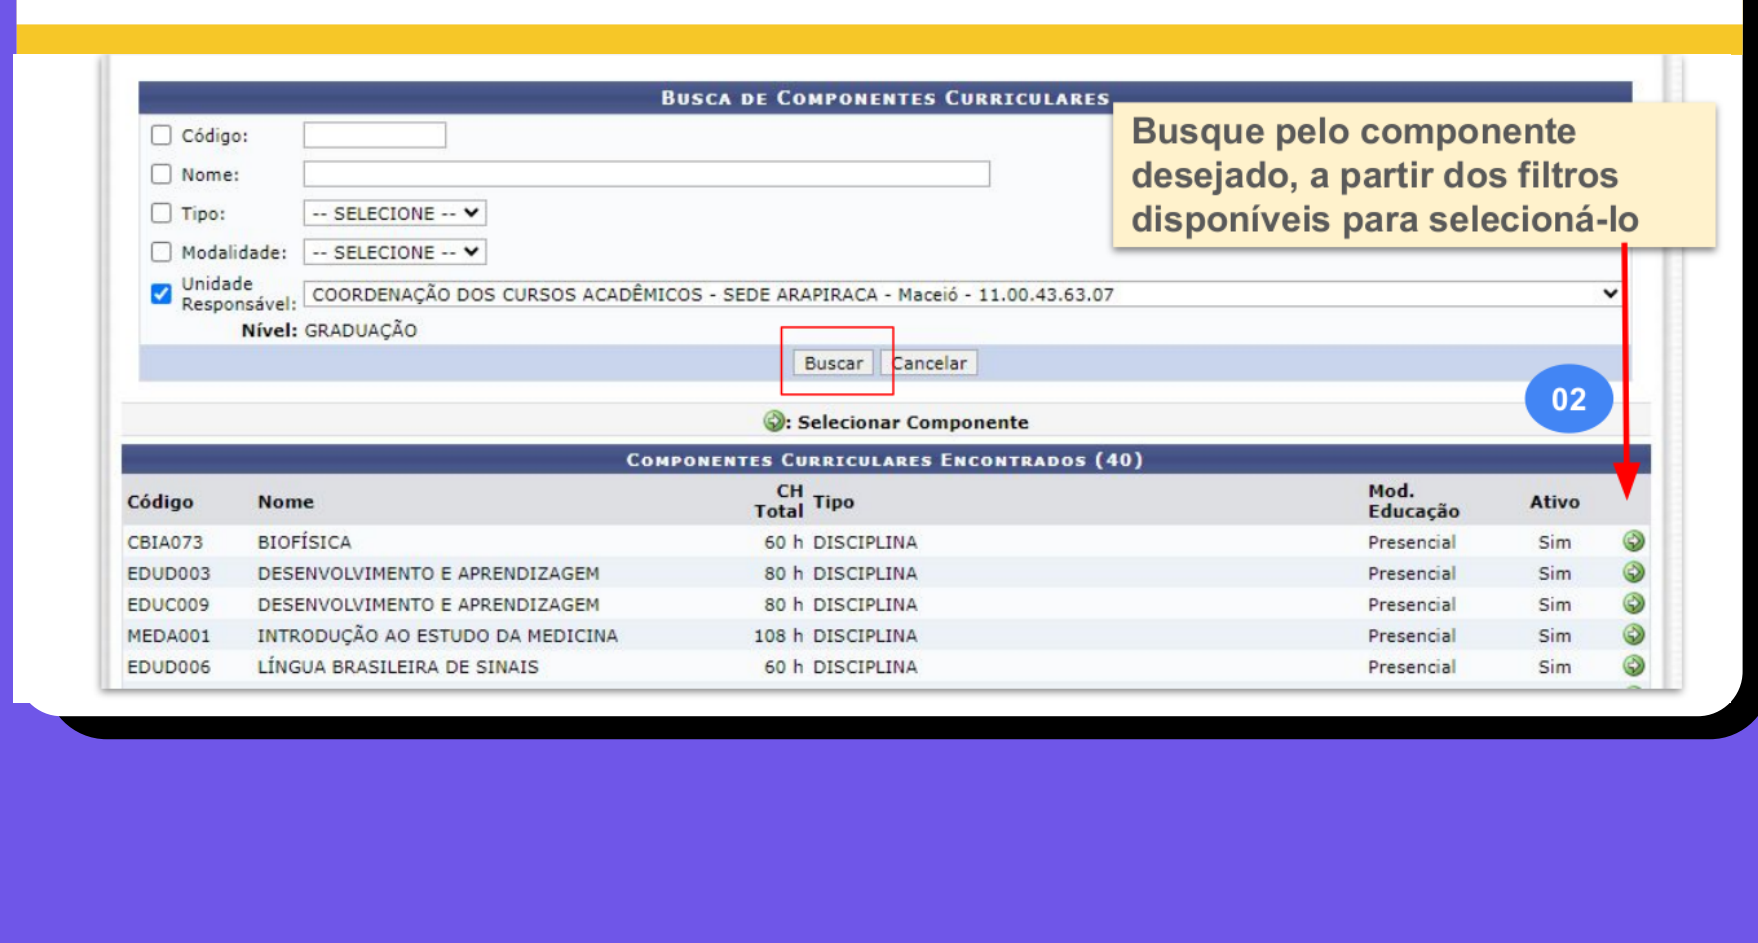 BUSCA DE COMPONENTES CURRICULARES
Código:
Nome:
Tipo: -- SELECIONE --
Modalidade: -- SELECIONE --
Unidade Responsável: COORDENAÇÃO DOS CURSOS ACADÊMICOS - SEDE ARAPIRACA - Maceió - 11.00.43.63.07
Nível: GRADUAÇÃO
Buscar Cancelar
Busque pelo componente
desejado, a partir dos filtros
disponíveis para selecioná-lo
02
: Selecionar Componente
COMPONENTES CURRICULARES ENCONTRADOS (40)
Código Nome CH Total Tipo Mod. Educação Ativo
CBIA073 BIOFÍSICA 60 h DISCIPLINA Presencial Sim
EDUD003 DESENVOLVIMENTO E APRENDIZAGEM 80 h DISCIPLINA Presencial Sim
EDUC009 DESENVOLVIMENTO E APRENDIZAGEM 80 h DISCIPLINA Presencial Sim
MEDA001 INTRODUÇÃO AO ESTUDO DA MEDICINA 108 h DISCIPLINA Presencial Sim
EDUD006 LÍNGUA BRASILEIRA DE SINAIS 60 h DISCIPLINA Presencial Sim